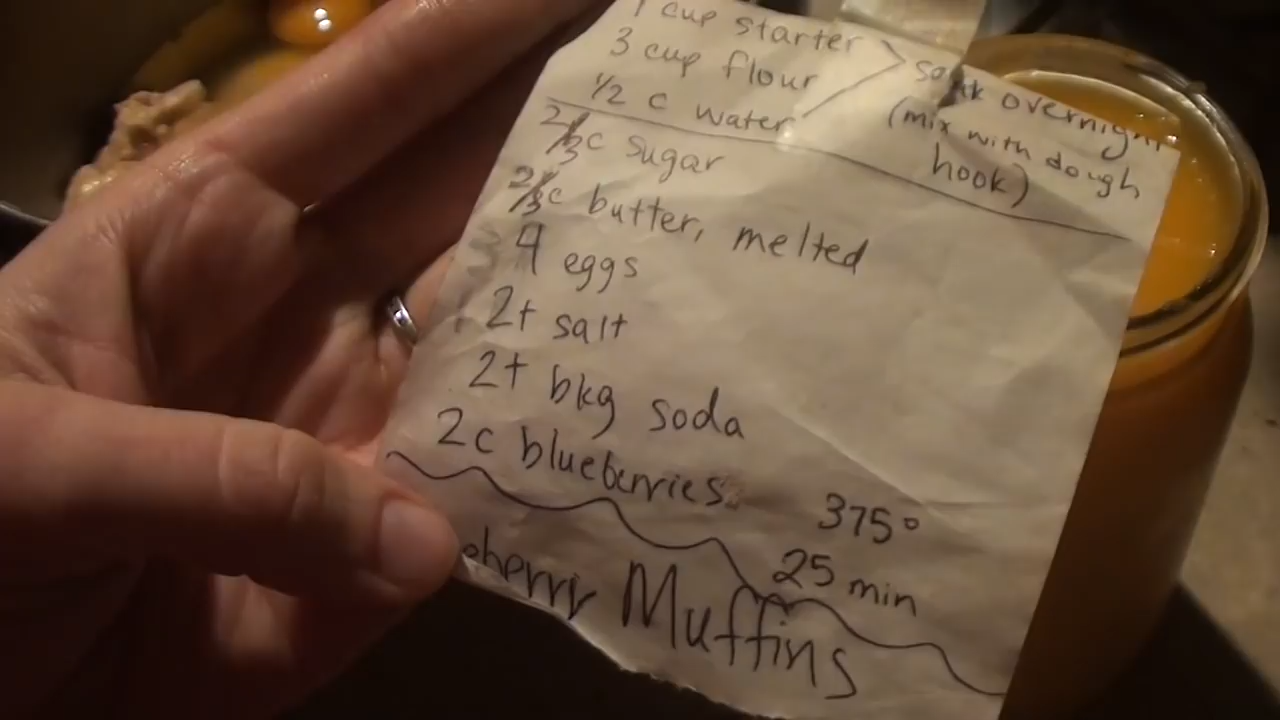 1 cup starter
3 cup flour
1/2 c water
soak overnight
(mix with dough
hook)
2/3 c sugar
2/3 c butter, melted
4 eggs
2t salt
2t bkg soda
2c blueberries
375°
25 min
eberry Muffins